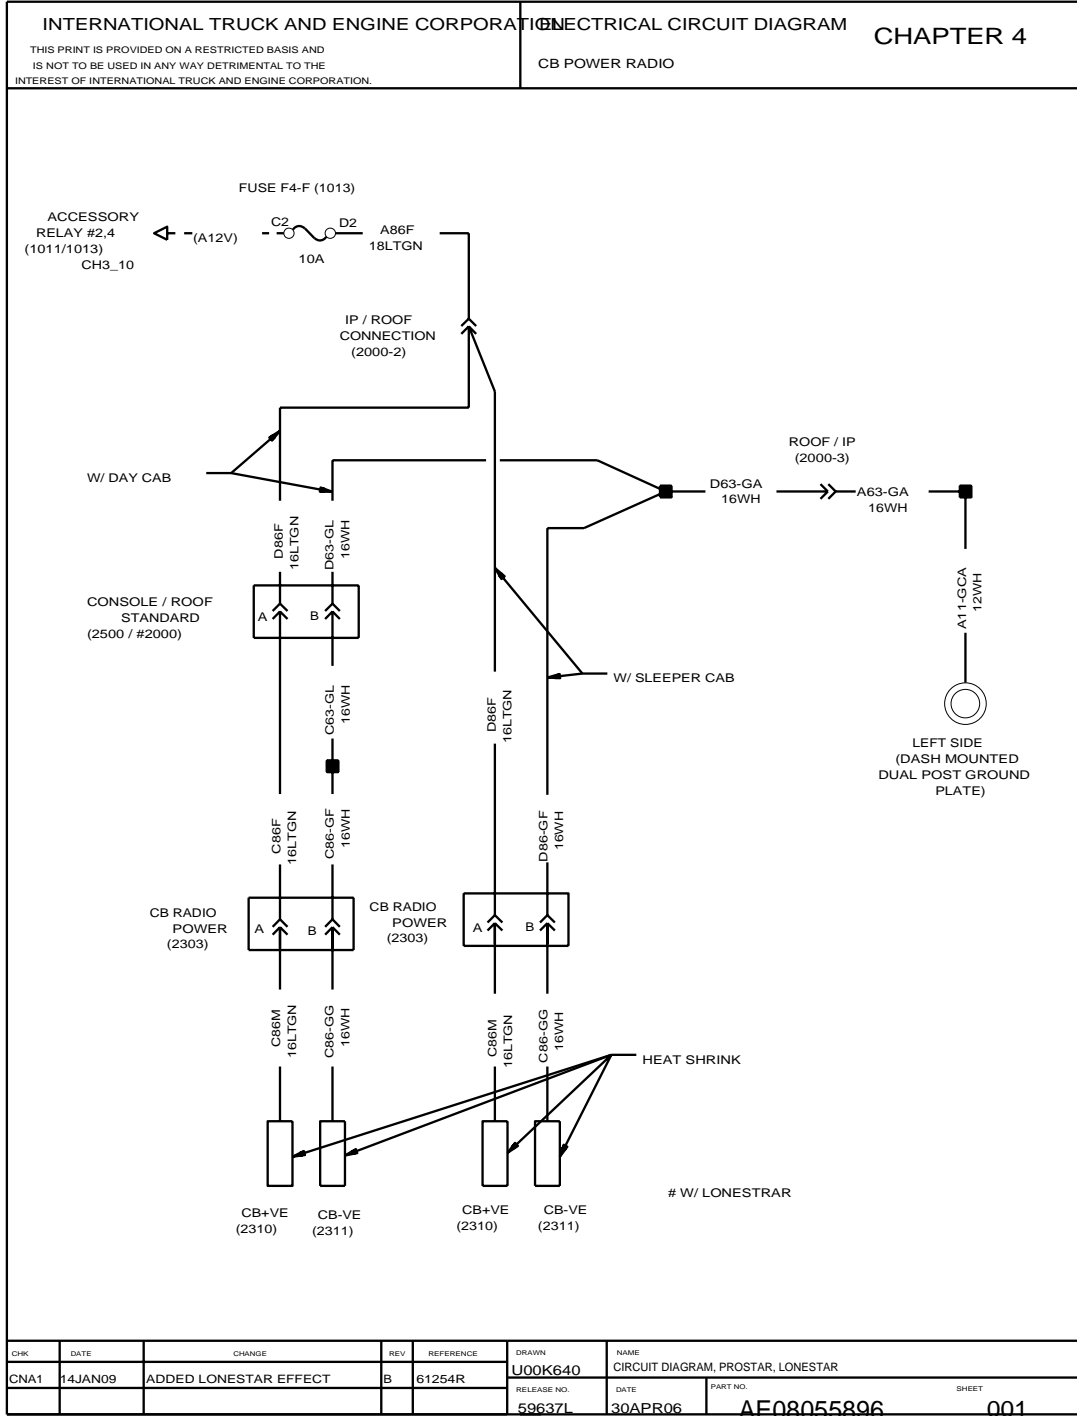 INTERNATIONAL TRUCK AND ENGINE CORPORATION
THIS PRINT IS PROVIDED ON A RESTRICTED BASIS AND
IS NOT TO BE USED IN ANY WAY DETRIMENTAL TO THE
INTEREST OF INTERNATIONAL TRUCK AND ENGINE CORPORATION.
ELECTRICAL CIRCUIT DIAGRAM
CB POWER RADIO
CHAPTER 4
FUSE F4-F (1013)
ACCESSORY
RELAY #2,4
(1011/1013)
CH3_10
(A12V)
C2
D2
10A
A86F
18LTGN
IP / ROOF
CONNECTION
(2000-2)
W/ DAY CAB
ROOF / IP
(2000-3)
D63-GA
16WH
A63-GA
16WH
D86F
16LTGN
D63-GL
16WH
A11-GCA
12WH
CONSOLE / ROOF
STANDARD
(2500 / #2000)
A
B
W/ SLEEPER CAB
C63-GL
16WH
D86F
16LTGN
LEFT SIDE
(DASH MOUNTED
DUAL POST GROUND
PLATE)
C86F
16LTGN
C86-GF
16WH
D86-GF
16WH
CB RADIO
POWER
(2303)
A
B
CB RADIO
POWER
(2303)
A
B
C86M
16LTGN
C86-GG
16WH
C86M
16LTGN
C86-GG
16WH
HEAT SHRINK
# W/ LONESTRAR
CB+VE
(2310)
CB-VE
(2311)
CB+VE
(2310)
CB-VE
(2311)
CHK DATE CHANGE REV REFERENCE
CNA1 14JAN09 ADDED LONESTAR EFFECT B 61254R
DRAWN
U00K640
NAME
CIRCUIT DIAGRAM, PROSTAR, LONESTAR
RELEASE NO.
59637L
DATE
30APR06
PART NO.
AE08055896
SHEET
001